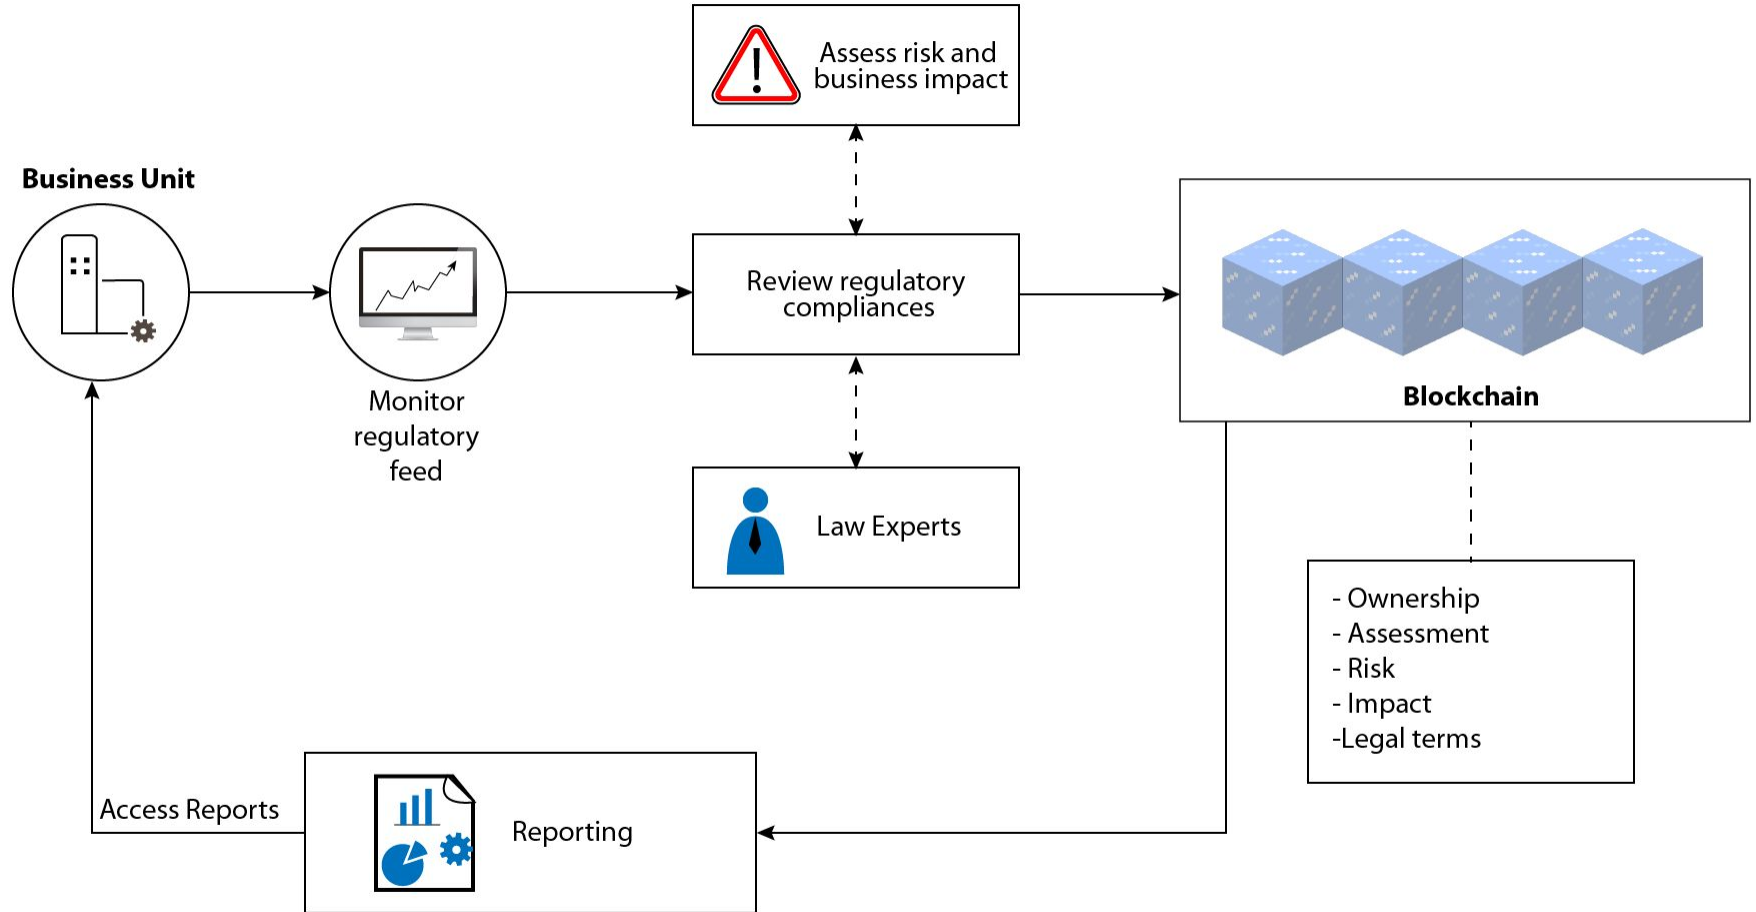 Assess risk and
business impact
Business Unit
Review regulatory
compliances
Monitor
regulatory
feed
Blockchain
Law Experts
- Ownership
- Assessment
- Risk
- Impact
-Legal terms
Access Reports
Reporting